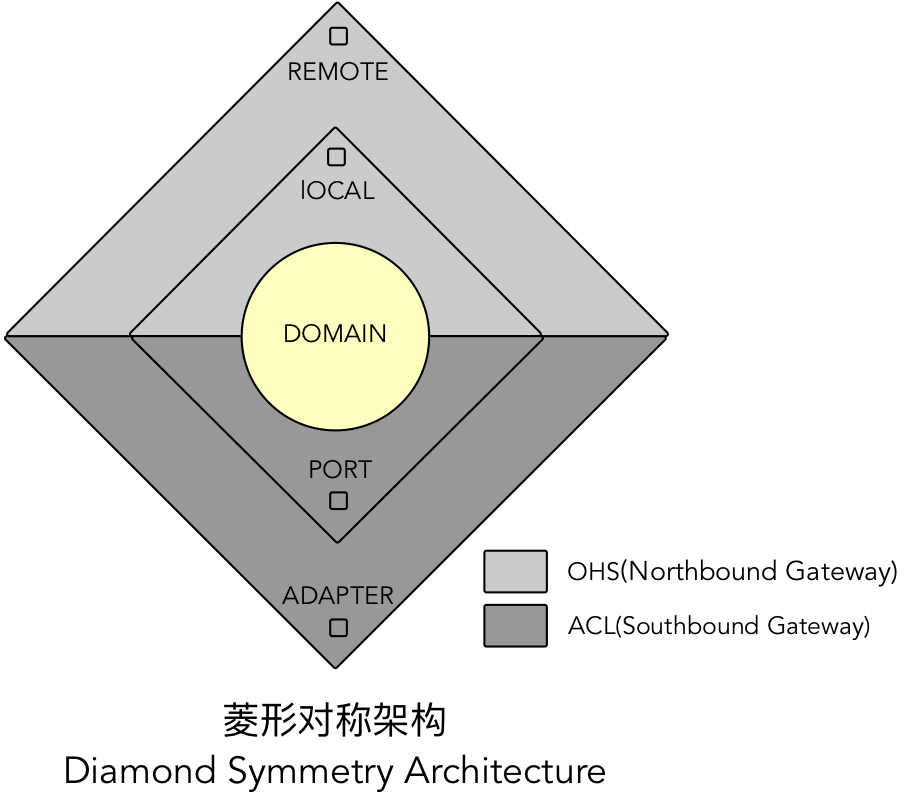 REMOTE
lOCAL
DOMAIN
PORT
ADAPTER
OHS(Northbound Gateway)
ACL(Southbound Gateway)
菱形对称架构
Diamond Symmetry Architecture